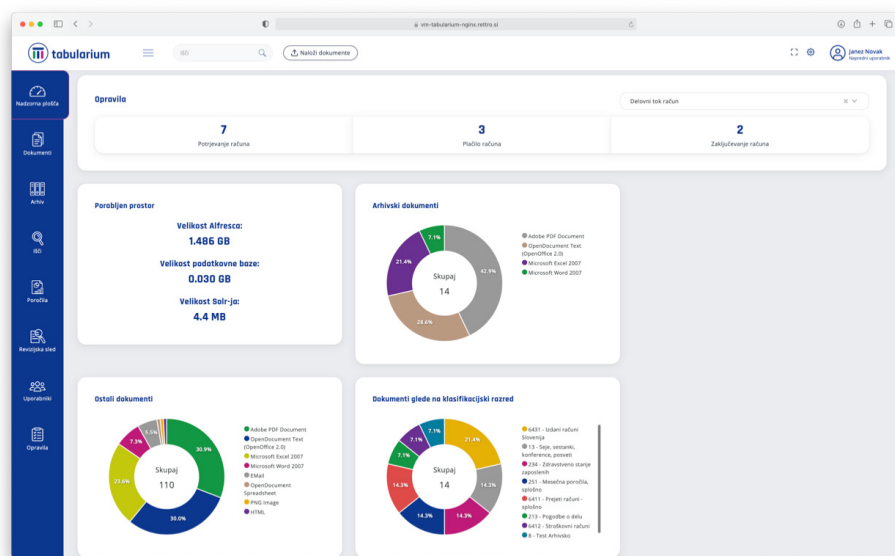 vm-tabularium-nginx.rettro.si
tabularium
Išči
Naloži dokumente
Janez Novak
Napredni uporabnik
Nadzorna plošča
Dokumenti
Arhiv
Išči
Poročila
Revizijska sled
Uporabniki
Opravila
Opravila
Delovni tok račun
7
Potrjevanje računa
3
Plačilo računa
2
Zaključevanje računa
Porabljen prostor
Velikost Alfresca:
1.486 GB
Velikost podatkovne baze:
0.030 GB
Velikost Solr-ja:
4.4 MB
Arhivski dokumenti
7.1%
21.4%
42.9%
28.6%
Skupaj
14
Adobe PDF Document
OpenDocument Text
(OpenOffice 2.0)
Microsoft Excel 2007
Microsoft Word 2007
Ostali dokumenti
5.5%
7.3%
30.9%
23.6%
30.0%
Skupaj
110
Adobe PDF Document
OpenDocument Text
(OpenOffice 2.0)
Microsoft Excel 2007
Microsoft Word 2007
EMail
OpenDocument
Spreadsheet
PNG Image
HTML
Dokumenti glede na klasifikacijski razred
7.1%
7.1%
21.4%
7.1%
14.3%
14.3%
14.3%
14.3%
Skupaj
14
6431 - Izdani računi
Slovenija
13 - Seje, sestanki,
konference, posveti
234 - Zdravstveno stanje
zaposlenih
251 - Mesečna poročila,
splošno
6411 - Prejeti računi -
splošno
213 - Pogodbe o delu
6412 - Stroškovni računi
8 - Test Arhivsko